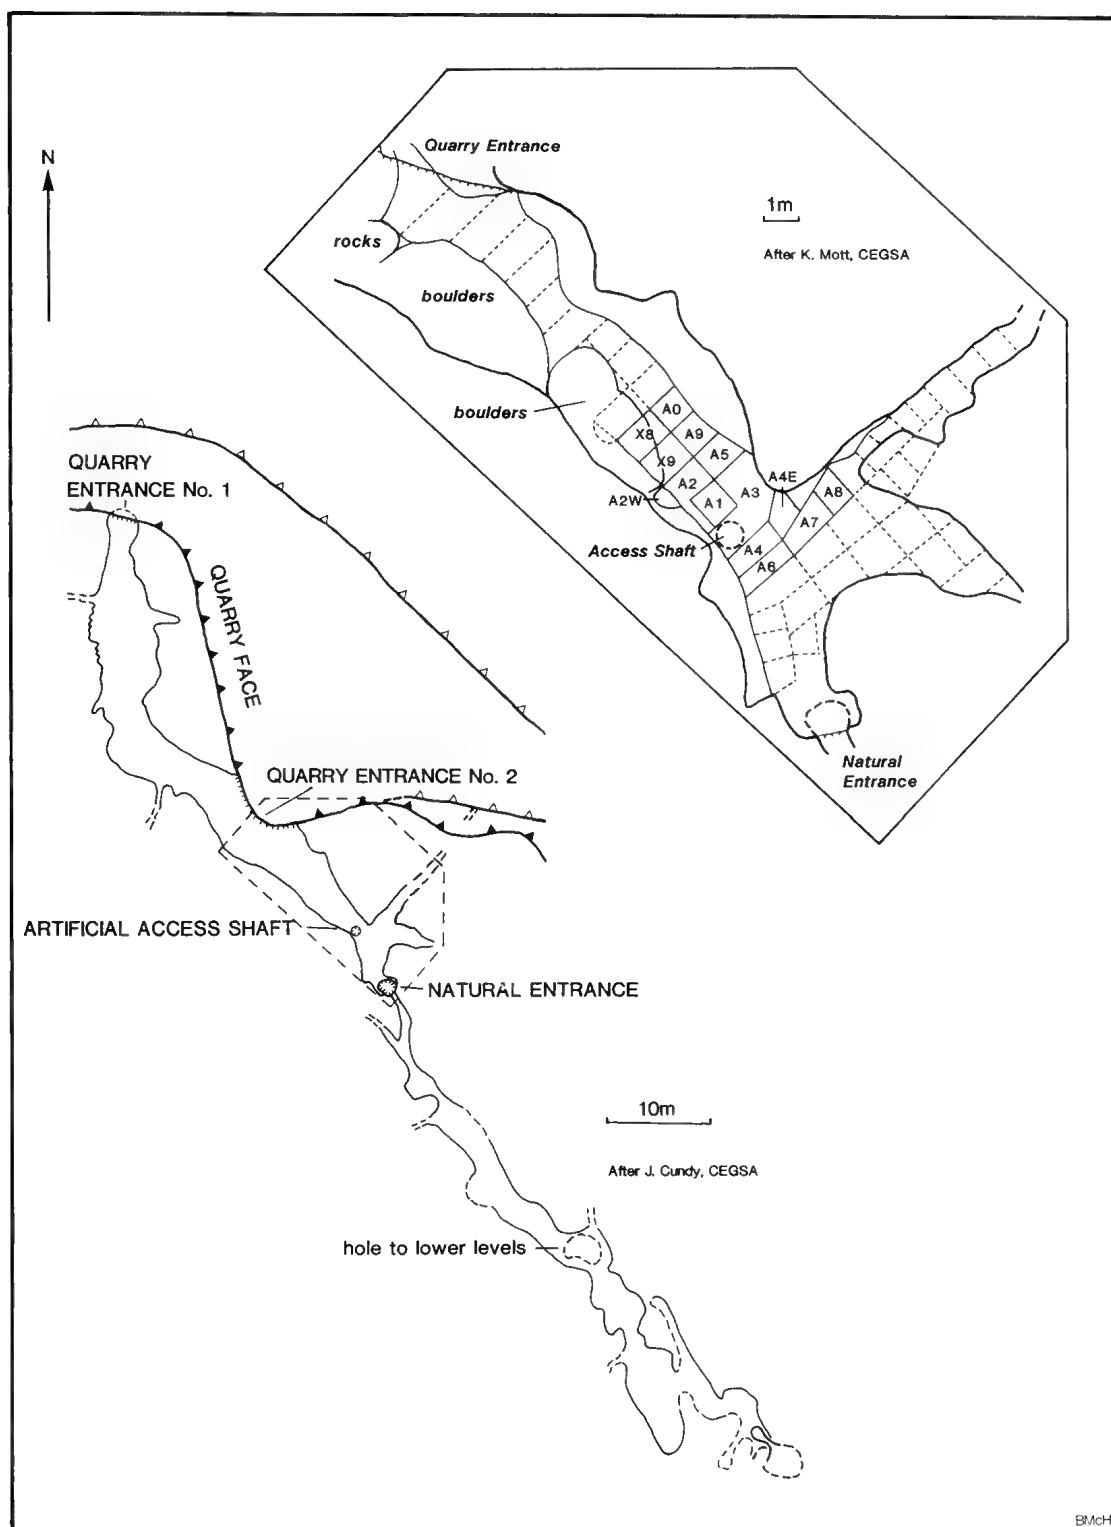 N
Quarry Entrance
1m
After K. Mott, CEGSA
rocks
boulders
boulders
A0
X8
A9
A5
X9
A4E
A2
A3
A8
A2W
A1
A7
Access Shaft
A4
A6
Natural
Entrance
QUARRY
ENTRANCE No. 1
QUARRY FACE
QUARRY ENTRANCE No. 2
ARTIFICIAL ACCESS SHAFT
NATURAL ENTRANCE
10m
After J. Cundy, CEGSA
hole to lower levels
BMcH